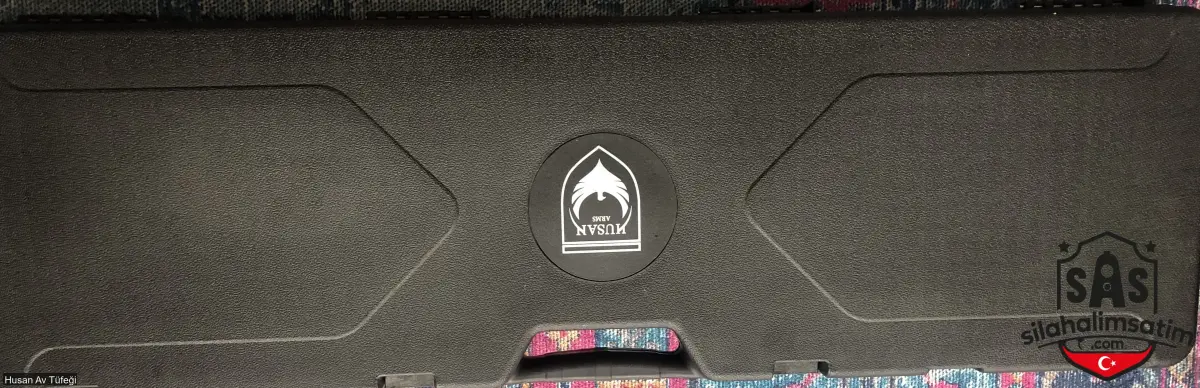 HUSAN
ARMS
SAS
silahalimsatim
.com
Husan Av Tüfeği